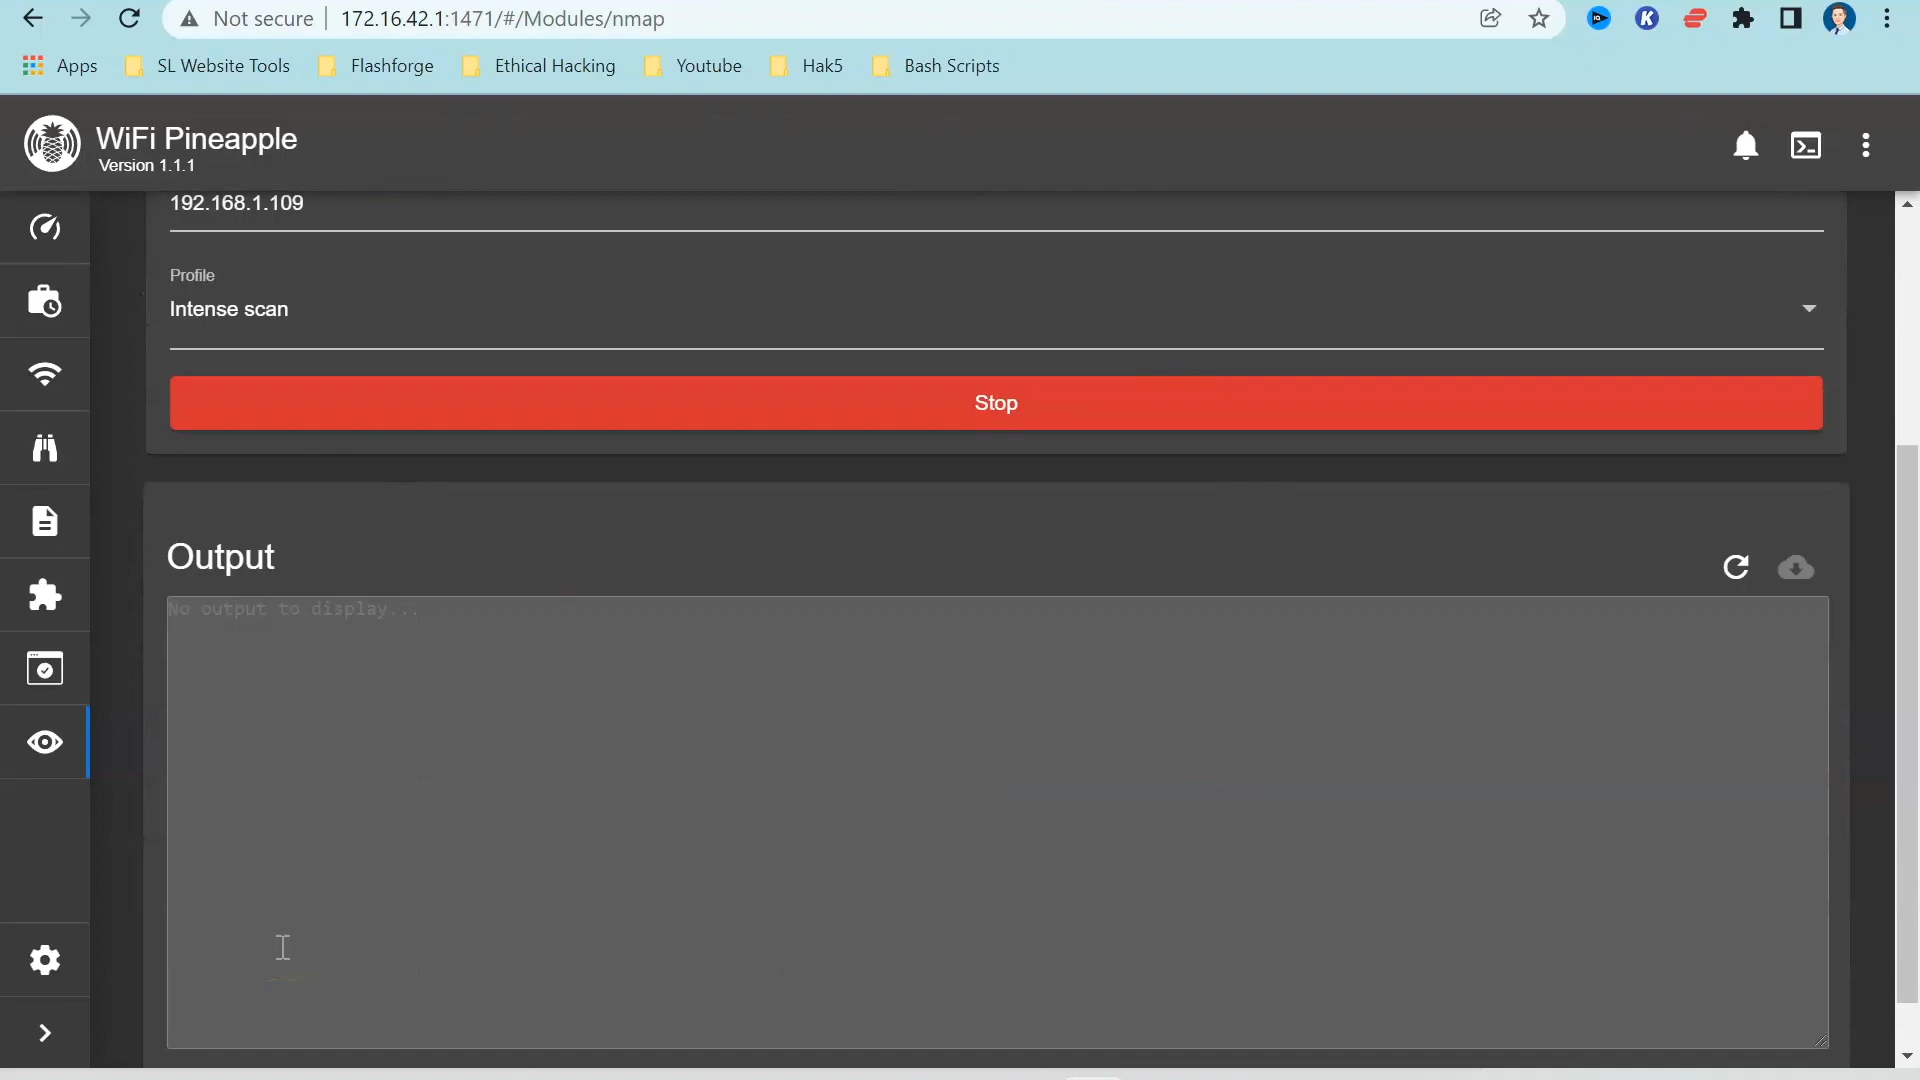 Not secure 172.16.42.1:1471/#/Modules/nmap
Apps SL Website Tools Flashforge Ethical Hacking Youtube Hak5 Bash Scripts
WiFi Pineapple
Version 1.1.1
192.168.1.109
Profile
Intense scan
Stop
Output
No output to display...